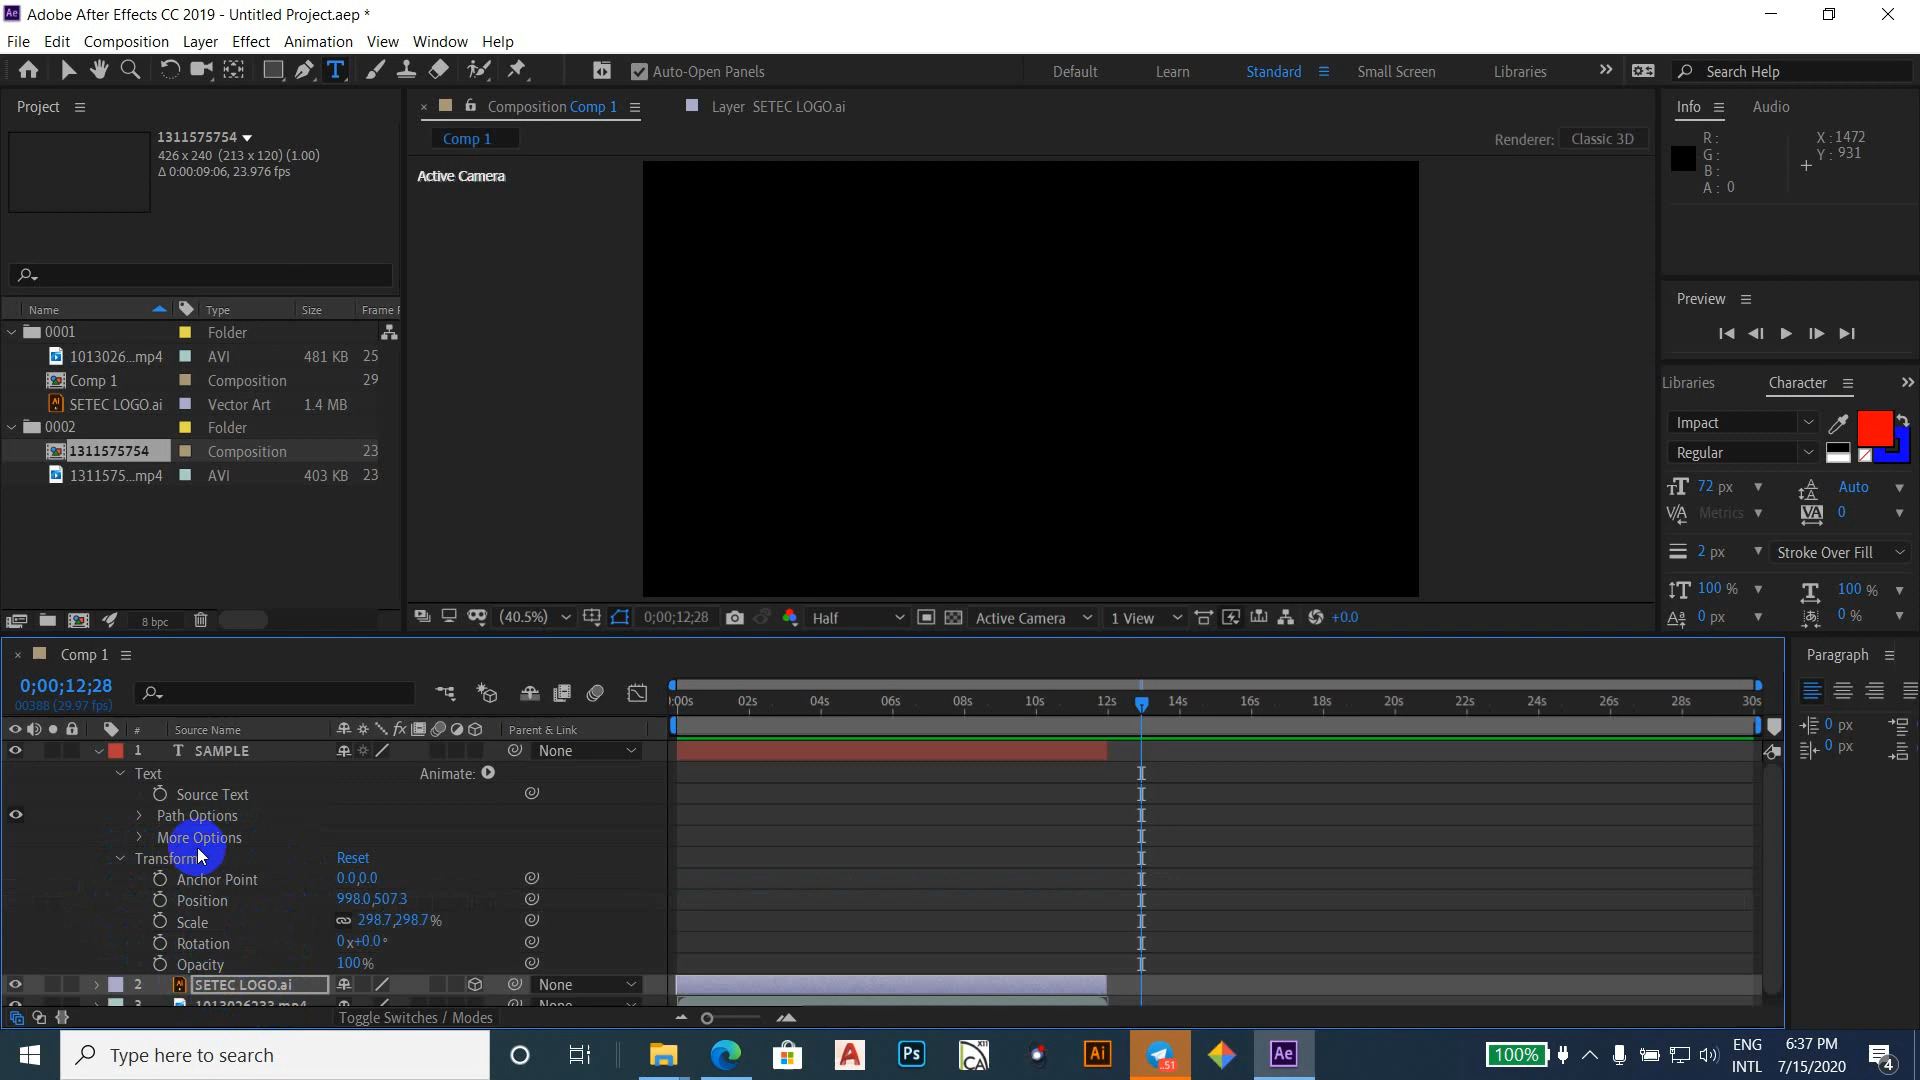 Adobe After Effects CC 2019 - Untitled Project.aep *
File Edit Composition Layer Effect Animation View Window Help
Auto-Open Panels
Default Learn Standard Small Screen Libraries
Search Help
Project
1311575754
426 x 240 (213 x 120) (1.00)
Δ 0:00:09:06, 23.976 fps
Name Type Size Frame
0001 Folder
1013026...mp4 AVI 481 KB 25
Comp 1 Composition 29
SETEC LOGO.ai Vector Art 1.4 MB
0002 Folder
1311575754 Composition 23
1311575...mp4 AVI 403 KB 23
8 bpc
Composition Comp 1
Layer SETEC LOGO.ai
Comp 1
Renderer: Classic 3D
Active Camera
(40.5%) 0;00;12;28 Half Active Camera 1 View +0.0
Info Audio
R: X : 1472
G: Y : 931
B:
A : 0
Preview
Libraries Character
Impact
Regular
72 px Auto
Metrics 0
2 px Stroke Over Fill
100 % 100 %
0 px 0 %
Comp 1
0;00;12;28
00388 (29.97 fps)
:00s 02s 04s 06s 08s 10s 12s 14s 16s 18s 20s 22s 24s 26s 28s 30s
# Source Name Parent & Link
1 T SAMPLE None
Text Animate:
Source Text
Path Options
More Options
Transform Reset
Anchor Point 0.0,0.0
Position 998.0,507.3
Scale 298.7,298.7%
Rotation 0x+0.0°
Opacity 100%
2 SETEC LOGO.ai None
3 1013026233.mp4 None
Toggle Switches / Modes
Paragraph
0 px
0 px
Type here to search
Ps
Ai
51
Ae
100%
ENG
INTL
6:37 PM
7/15/2020
4